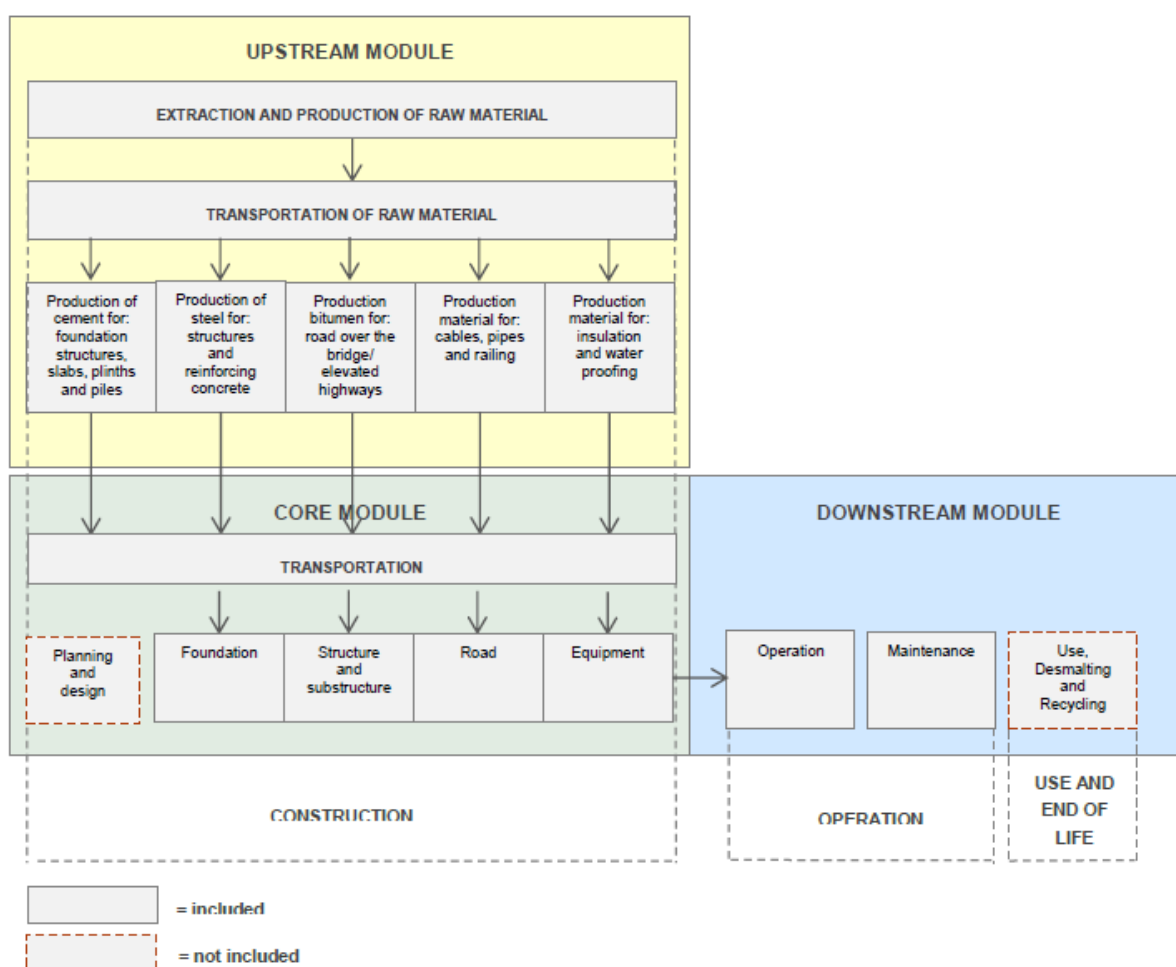 UPSTREAM MODULE
EXTRACTION AND PRODUCTION OF RAW MATERIAL
TRANSPORTATION OF RAW MATERIAL
Production of
cement for:
foundation
structures,
slabs, plinths
and piles
Production of
steel for:
structures
and
reinforcing
concrete
Production
bitumen for:
road over the
bridge/
elevated
highways
Production
material for:
cables, pipes
and railing
Production
material for:
insulation
and water
proofing
CORE MODULE
TRANSPORTATION
Planning
and
design
Foundation
Structure
and
substructure
Road
Equipment
DOWNSTREAM MODULE
Operation
Maintenance
Use,
Desmalting
and
Recycling
CONSTRUCTION
OPERATION
USE AND
END OF
LIFE
= included
= not included